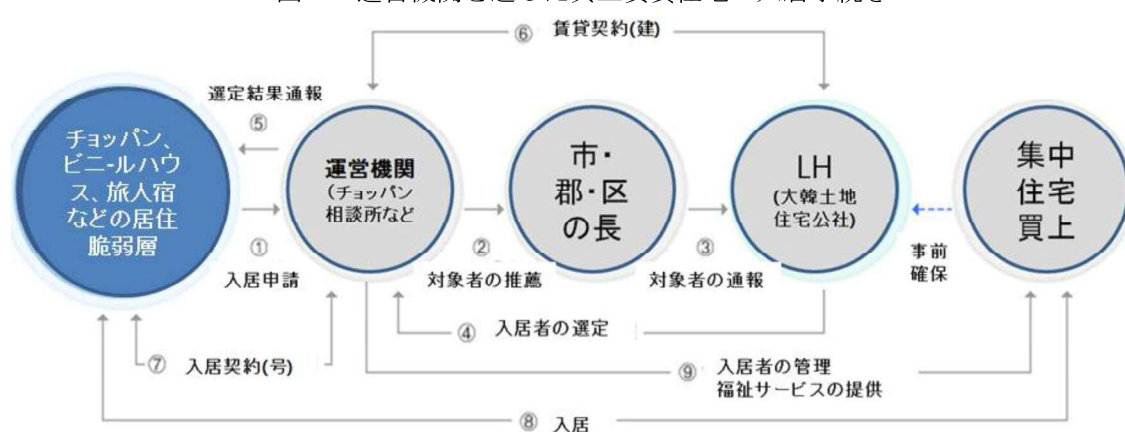 ⑥ 賃貸契約(建)
選定結果通報
⑤
チョッパン、
ビニールハウ
ス、旅人宿
などの居住
脆弱層
運営機関
(チョッパン
相談所など
市・
郡・区
の長
LH
(大韓土地
住宅公社)
集中
住宅
買上
①
入居申請
②
対象者の推薦
③
対象者の通報
事前
確保
④ 入居者の選定
⑦ 入居契約(号)
⑨ 入居者の管理
福祉サービスの提供
⑧ 入居